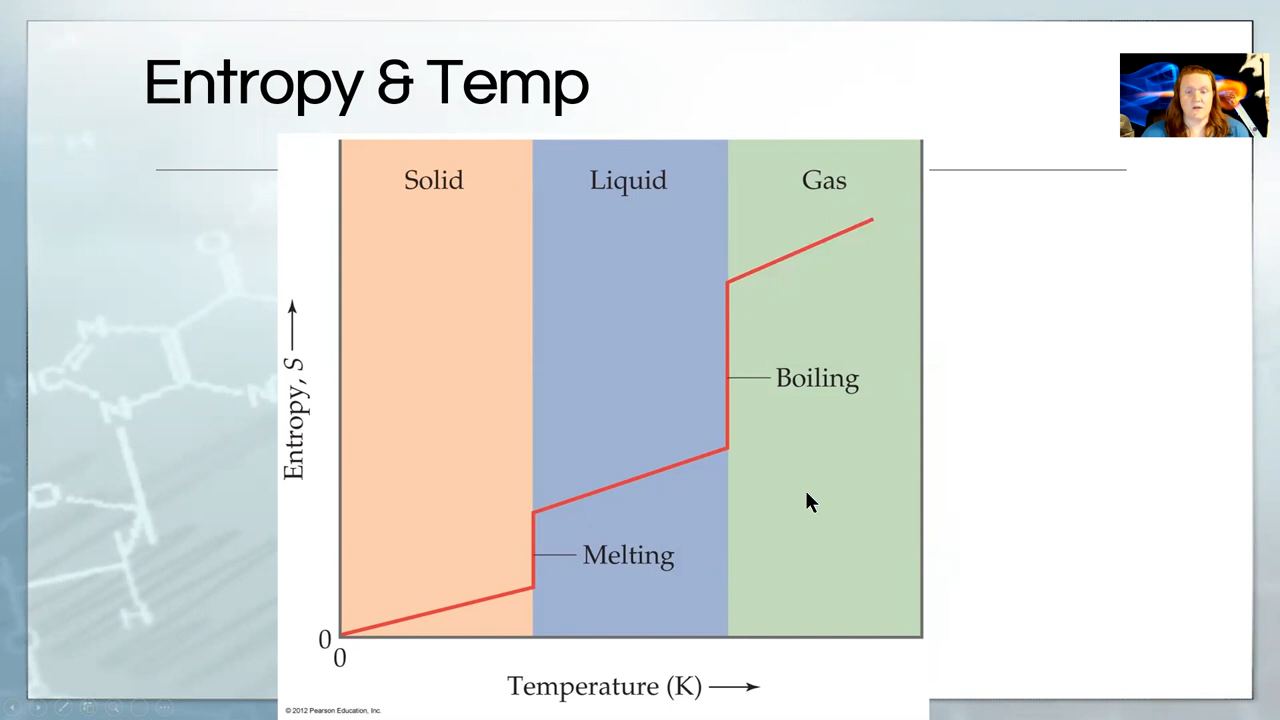 Entropy & Temp
Solid
Liquid
Gas
Entropy, S
Boiling
Melting
0
0
Temperature (K)
© 2012 Pearson Education, Inc.
N
N
N
N